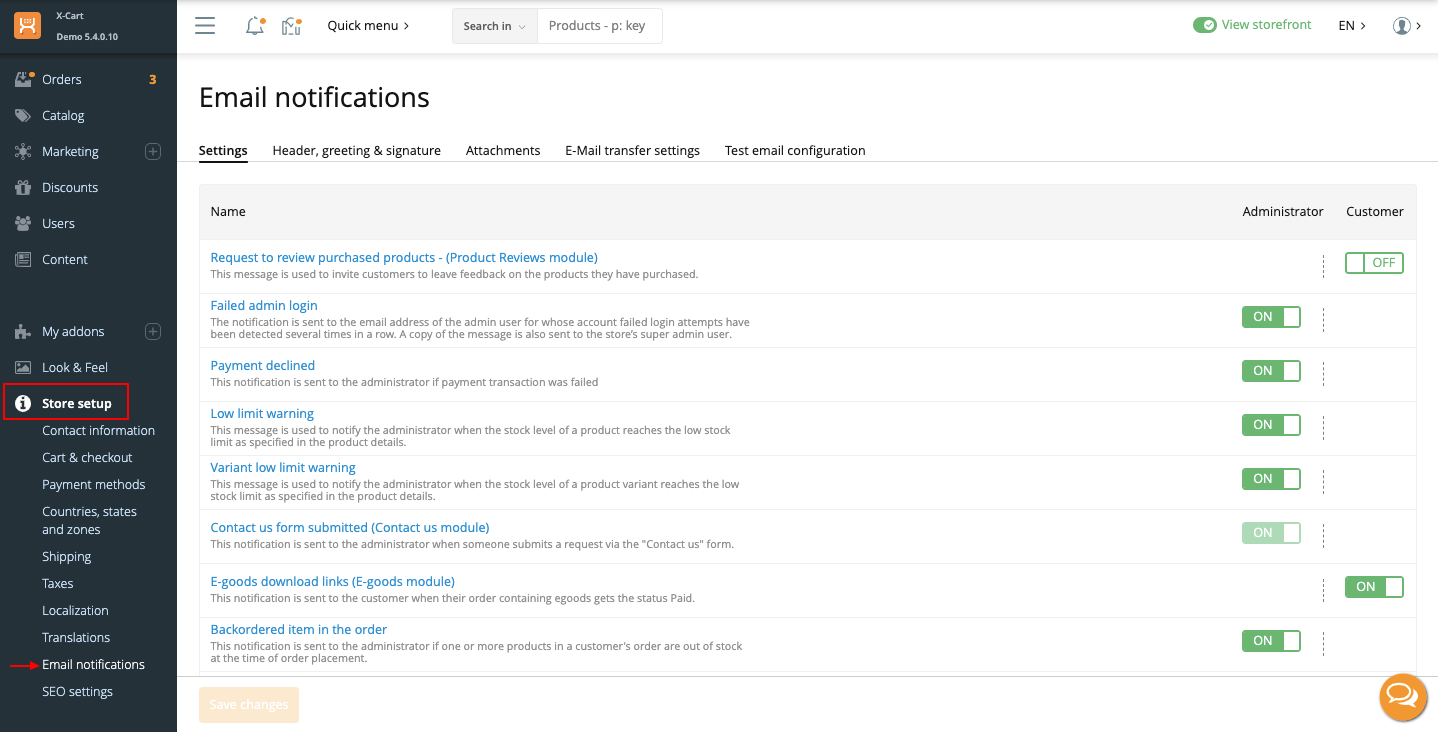 X-Cart
Demo 5.4.0.10
Quick menu
Search in
Products - p: key
View storefront
EN
Orders
3
Catalog
Marketing
Discounts
Users
Content
My addons
Look & Feel
Store setup
Contact information
Cart & checkout
Payment methods
Countries, states
and zones
Shipping
Taxes
Localization
Translations
Email notifications
SEO settings
Email notifications
Settings
Header, greeting & signature
Attachments
E-Mail transfer settings
Test email configuration
Name
Administrator
Customer
Request to review purchased products - (Product Reviews module)
This message is used to invite customers to leave feedback on the products they have purchased.
OFF
Failed admin login
The notification is sent to the email address of the admin user for whose account failed login attempts have
been detected several times in a row. A copy of the message is also sent to the store's super admin user.
ON
Payment declined
This notification is sent to the administrator if payment transaction was failed
ON
Low limit warning
This message is used to notify the administrator when the stock level of a product reaches the low stock
limit as specified in the product details.
ON
Variant low limit warning
This message is used to notify the administrator when the stock level of a product variant reaches the low
stock limit as specified in the product details.
ON
Contact us form submitted (Contact us module)
This notification is sent to the administrator when someone submits a request via the "Contact us" form.
ON
E-goods download links (E-goods module)
This notification is sent to the customer when their order containing egoods gets the status Paid.
ON
Backordered item in the order
This notification is sent to the administrator if one or more products in a customer's order are out of stock
at the time of order placement.
ON
Save changes